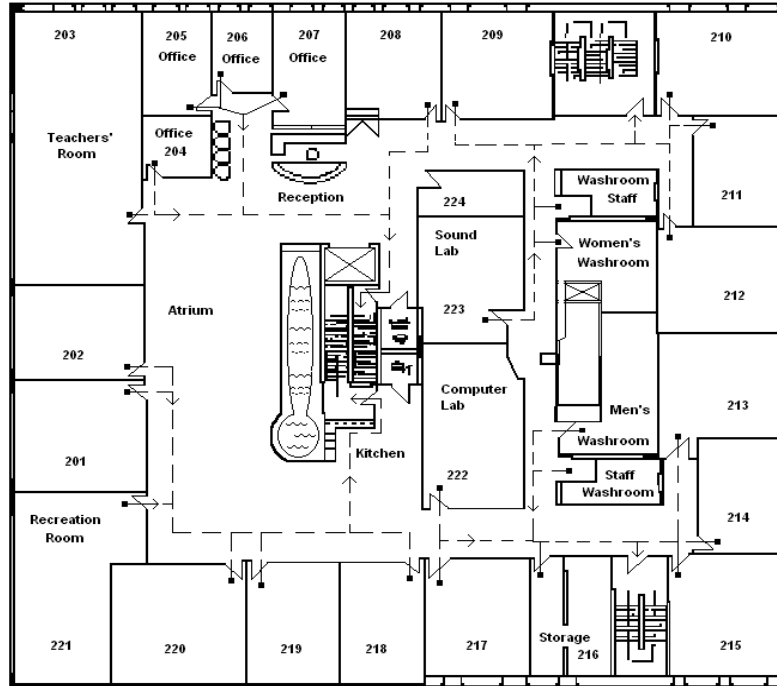 203
205
Office
206
Office
207
Office
208
209
210
Teachers'
Room
Office
204
Reception
224
Washroom
Staff
211
Sound
Lab
Women's
Washroom
Atrium
223
212
202
Computer
Lab
Men's
Washroom
213
201
Kitchen
222
Staff
Washroom
214
Recreation
Room
221
220
219
218
217
Storage
216
215